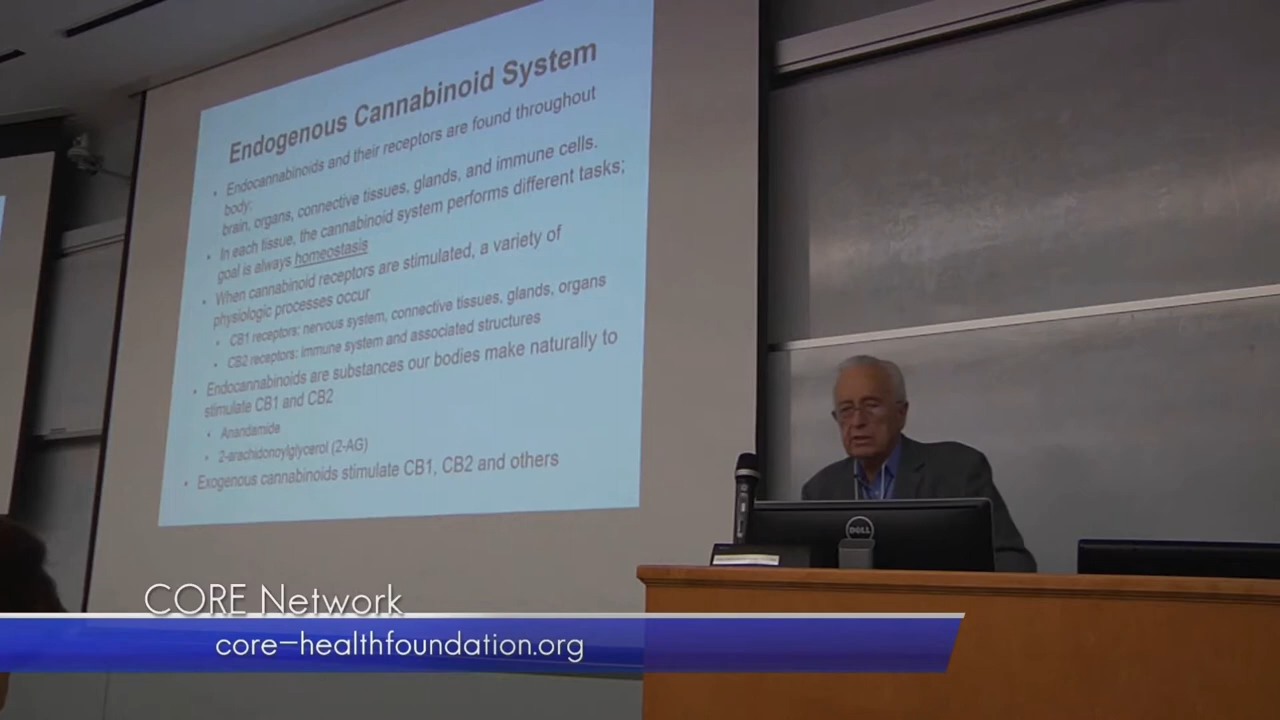 Endogenous Cannabinoid System
• Endocannabinoids and their receptors are found throughout
body:
brain, organs, connective tissues, glands, and immune cells.
• In each tissue, the cannabinoid system performs different tasks;
goal is always homeostasis
• When cannabinoid receptors are stimulated, a variety of
physiologic processes occur
• CB1 receptors: nervous system, connective tissues, glands, organs
• CB2 receptors: immune system and associated structures
• Endocannabinoids are substances our bodies make naturally to
stimulate CB1 and CB2
• Anandamide
• 2-arachidonoylglycerol (2-AG)
• Exogenous cannabinoids stimulate CB1, CB2 and others
DELL
CORE Network
core-healthfoundation.org